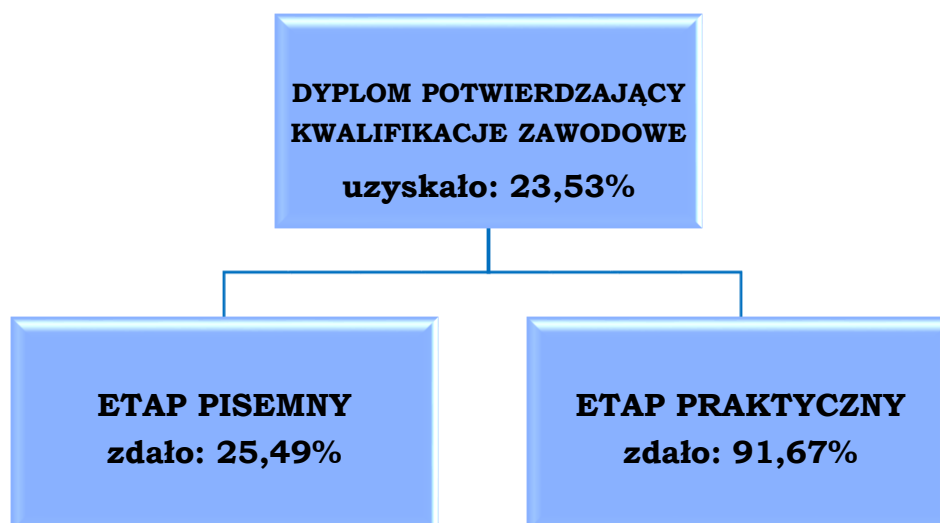 DYPLOM POTWIERDZAJĄCY
KWALIFIKACJE ZAWODOWE
uzyskało: 23,53%
ETAP PISEMNY
zdało: 25,49%
ETAP PRAKTYCZNY
zdało: 91,67%